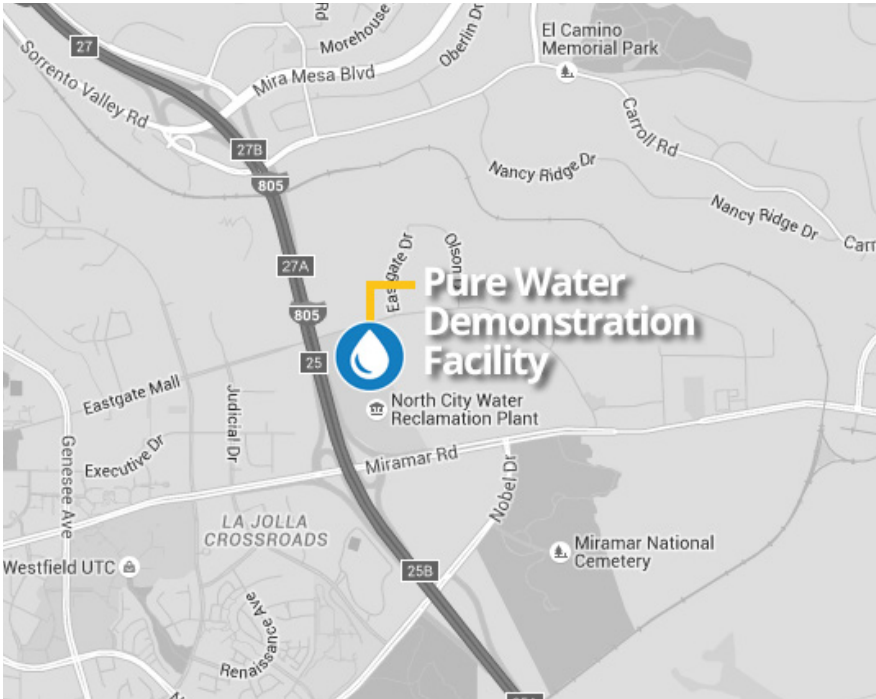 27
Rd
Morehouse
Oberlin Dr
El Camino
Memorial Park
Sorrento Valley Rd
Mira Mesa Blvd
Carroll Rd
27B
805
Nancy Ridge Dr
Nancy Ridge Dr
Carr
27A
Eastgate Dr
Olson
805
Pure Water
Demonstration
Facility
25
Eastgate Mall
Judicial Dr
North City Water
Reclamation Plant
Genesee Ave
Executive Dr
Miramar Rd
Nobel Dr
LA JOLLA
CROSSROADS
Miramar National
Cemetery
Westfield UTC
25B
Renaissance Ave